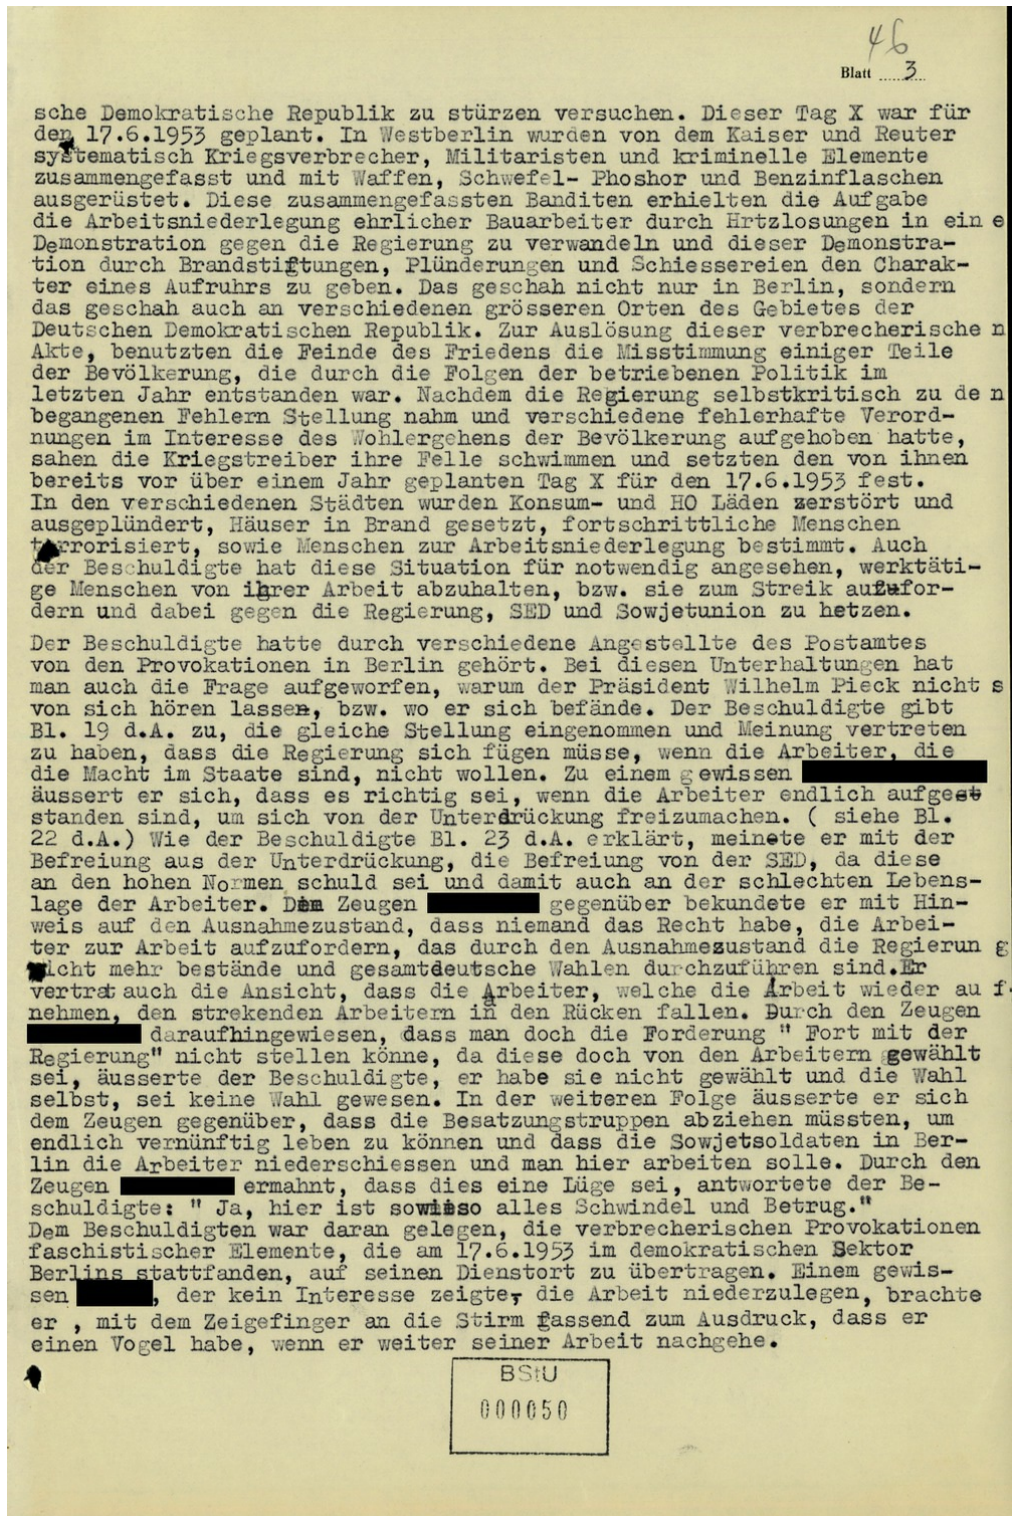 46
Blatt 3
sche Demokratische Republik zu stürzen versuchen. Dieser Tag X war für
den 17.6.1953 geplant. In Westberlin wurden von dem Kaiser und Reuter
systematisch Kriegsverbrecher, Militaristen und kriminelle Elemente
zusammengefasst und mit Waffen, Schwefel- Phoshor und Benzinflaschen
ausgerüstet. Diese zusammengefassten Banditen erhielten die Aufgabe
die Arbeitsniederlegung ehrlicher Bauarbeiter durch Hrtzlosungen in ein e
Demonstration gegen die Regierung zu verwandeln und dieser Demonstra-
tion durch Brandstiftungen, Plünderungen und Schiessereien den Charak-
ter eines Aufruhrs zu geben. Das geschah nicht nur in Berlin, sondern
das geschah auch an verschiedenen grösseren Orten des Gebietes der
Deutschen Demokratischen Republik. Zur Auslösung dieser verbrecherische n
Akte, benutzten die Feinde des Friedens die Misstimmung einiger Teile
der Bevölkerung, die durch die Folgen der betriebenen Politik im
letzten Jahr entstanden war. Nachdem die Regierung selbstkritisch zu de n
begangenen Fehlern Stellung nahm und verschiedene fehlerhafte Verord-
nungen im Interesse des Wohlergehens der Bevölkerung aufgehoben hatte,
sahen die Kriegstreiber ihre Felle schwimmen und setzten den von ihnen
bereits vor über einem Jahr geplanten Tag X für den 17.6.1953 fest.
In den verschiedenen Städten wurden Konsum- und HO Läden zerstört und
ausgeplündert, Häuser in Brand gesetzt, fortschrittliche Menschen
terrorisiert, sowie Menschen zur Arbeitsniederlegung bestimmt. Auch
der Beschuldigte hat diese Situation für notwendig angesehen, werktäti-
ge Menschen von ihrer Arbeit abzuhalten, bzw. sie zum Streik aufzufor-
dern und dabei gegen die Regierung, SED und Sowjetunion zu hetzen.
Der Beschuldigte hatte durch verschiedene Angestellte des Postamtes
von den Provokationen in Berlin gehört. Bei diesen Unterhaltungen hat
man auch die Frage aufgeworfen, warum der Präsident Wilhelm Pieck nicht s
von sich hören lassen, bzw. wo er sich befände. Der Beschuldigte gibt
Bl. 19 d.A. zu, die gleiche Stellung eingenommen und Meinung vertreten
zu haben, dass die Regierung sich fügen müsse, wenn die Arbeiter, die
die Macht im Staate sind, nicht wollen. Zu einem gewissen
äussert er sich, dass es richtig sei, wenn die Arbeiter endlich aufgest
standen sind, um sich von der Unterdrückung freizumachen. ( siehe Bl.
22 d.A.) Wie der Beschuldigte Bl. 23 d.A. erklärt, meinete er mit der
Befreiung aus der Unterdrückung, die Befreiung von der SED, da diese
an den hohen Normen schuld sei und damit auch an der schlechten Lebens-
lage der Arbeiter. Dem Zeugen gegenüber bekundete er mit Hin-
weis auf den Ausnahmezustand, dass niemand das Recht habe, die Arbei-
ter zur Arbeit aufzufordern, das durch den Ausnahmezustand die Regierun g
nicht mehr bestände und gesamtdeutsche Wahlen durchzuführen sind.Er
vertrat auch die Ansicht, dass die Arbeiter, welche die Arbeit wieder au f-
nehmen, den strekenden Arbeitern in den Rücken fallen. Durch den Zeugen
daraufhingewiesen, dass man doch die Forderung " Fort mit der
Regierung" nicht stellen könne, da diese doch von den Arbeitern gewählt
sei, äusserte der Beschuldigte, er habe sie nicht gewählt und die Wahl
selbst, sei keine Wahl gewesen. In der weiteren Folge äusserte er sich
dem Zeugen gegenüber, dass die Besatzungstruppen abziehen müssten, um
endlich vernünftig leben zu können und dass die Sowjetsoldaten in Ber-
lin die Arbeiter niederschiessen und man hier arbeiten solle. Durch den
Zeugen ermahnt, dass dies eine Lüge sei, antwortete der Be-
schuldigte: " Ja, hier ist sowieso alles Schwindel und Betrug."
Dem Beschuldigten war daran gelegen, die verbrecherischen Provokationen
faschistischer Elemente, die am 17.6.1953 im demokratischen Sektor
Berlins stattfanden, auf seinen Dienstort zu übertragen. Einem gewis-
sen , der kein Interesse zeigte, die Arbeit niederzulegen, brachte
er , mit dem Zeigefinger an die Stirm fassend zum Ausdruck, dass er
einen Vogel habe, wenn er weiter seiner Arbeit nachgehe.
BStU
000050